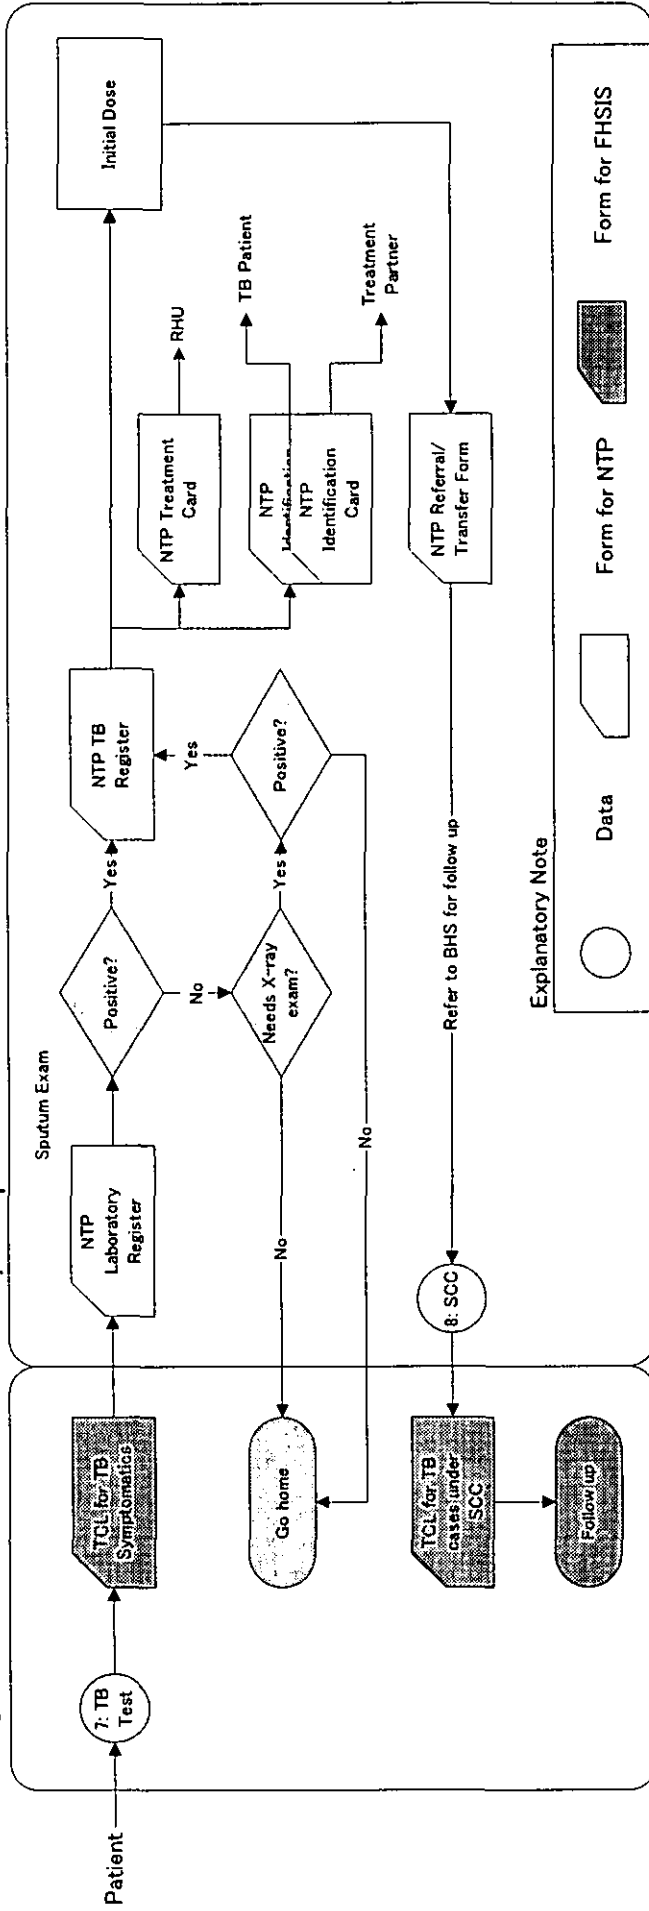 Patient
7: TB
Test
TCL for TB
Symptomatics
NTP
Laboratory
Register
Sputum Exam
Positive?
Yes
NTP TB
Register
Initial Dose
No
Needs X-ray
exam?
Yes
Positive?
Yes
No
No
Go home
NTP Treatment
Card
RHU
NTP
Identification
NTP
Identification
Card
TB Patient
Treatment
Partner
NTP Referral/
Transfer Form
Refer to BHS for follow up
8: SCC
TCL for TB
cases under
SCC
Follow up
Explanatory Note
Data
Form for NTP
Form for FHSIS